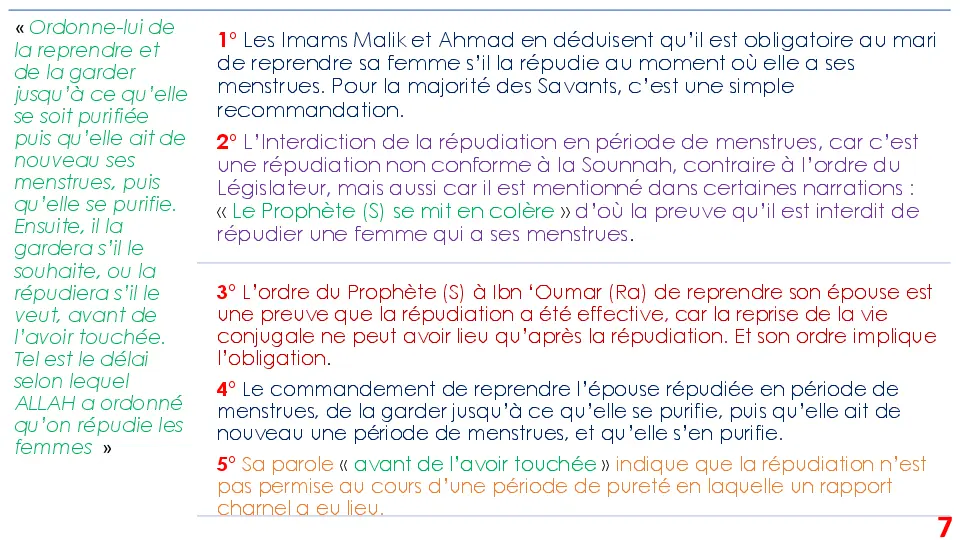 « Ordonne-lui de
la reprendre et
de la garder
jusqu’à ce qu’elle
se soit purifiée
puis qu’elle ait de
nouveau ses
menstrues, puis
qu’elle se purifie.
Ensuite, il la
gardera s’il le
souhaite, ou la
répudiera s’il le
veut, avant de
l’avoir touchée.
Tel est le délai
selon lequel
ALLAH a ordonné
qu’on répudie les
femmes »
1° Les Imams Malik et Ahmad en déduisent qu’il est obligatoire au mari
de reprendre sa femme s’il la répudie au moment où elle a ses
menstrues. Pour la majorité des Savants, c’est une simple
recommandation.
2° L’Interdiction de la répudiation en période de menstrues, car c’est
une répudiation non conforme à la Sounnah, contraire à l’ordre du
Législateur, mais aussi car il est mentionné dans certaines narrations :
« Le Prophète (S) se mit en colère » d’où la preuve qu’il est interdit de
répudier une femme qui a ses menstrues.
3° L’ordre du Prophète (S) à Ibn ‘Oumar (Ra) de reprendre son épouse est
une preuve que la répudiation a été effective, car la reprise de la vie
conjugale ne peut avoir lieu qu’après la répudiation. Et son ordre implique
l’obligation.
4° Le commandement de reprendre l’épouse répudiée en période de
menstrues, de la garder jusqu’à ce qu’elle se purifie, puis qu’elle ait de
nouveau une période de menstrues, et qu’elle s’en purifie.
5° Sa parole « avant de l’avoir touchée » indique que la répudiation n’est
pas permise au cours d’une période de pureté en laquelle un rapport
charnel a eu lieu.
7